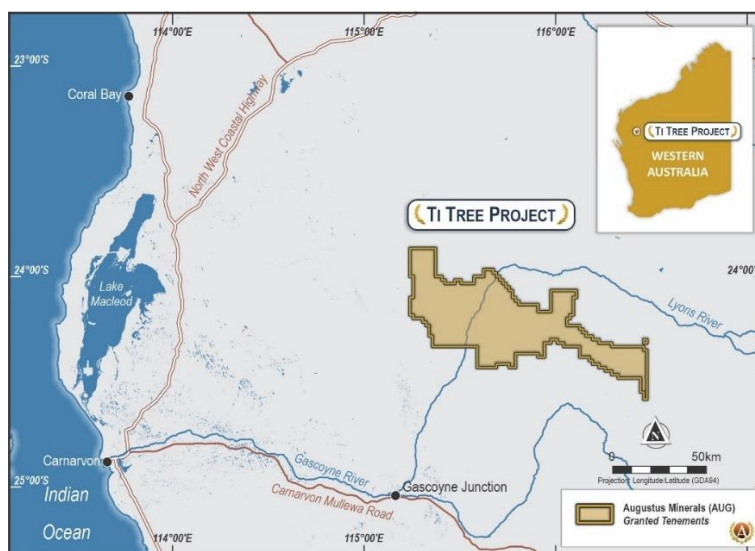 114°00'E
115°00'E
116°00'E
23°00'S
Coral Bay
North West Coastal Highway
TI TREE PROJECT
WESTERN
AUSTRALIA
TI TREE PROJECT
24°00'S
24°00'
Lake
Macleod
Lyons River
Carnarvon
Gascoyne River
Carnarvon Mullewa Road.
Gascoyne Junction
25°00'S
Indian
Ocean
0 50km
Projection: Longitude Latitude (GDA94)
Augustus Minerals (AUG)
Granted Tenements
114°00'E
115°00'E